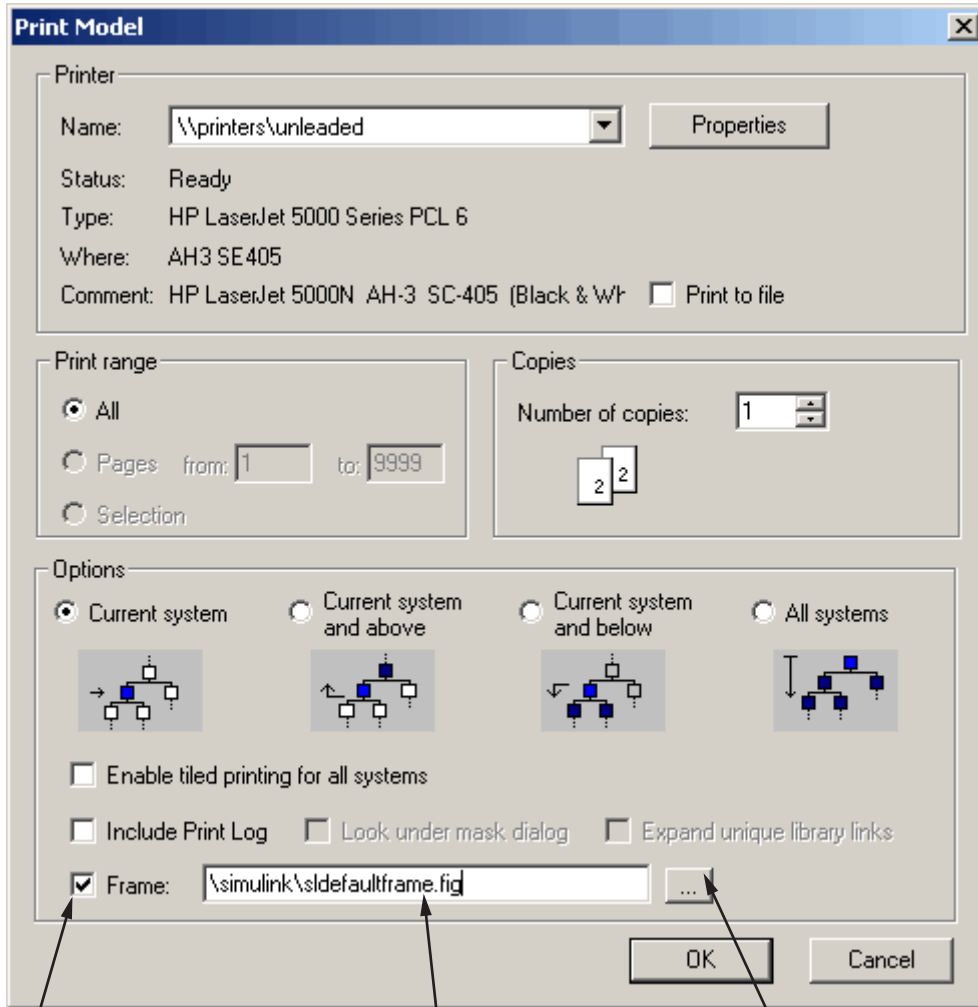 Print Model
Printer
Name: \\printers\unleaded Properties
Status: Ready
Type: HP LaserJet 5000 Series PCL 6
Where: AH3 SE405
Comment: HP LaserJet 5000N AH-3 SC-405 (Black & Wh Print to file
Print range
All
Pages from: 1 to: 9999
Selection
Copies
Number of copies: 1
2 2
Options
Current system
Current system
and above
Current system
and below
All systems
Enable tiled printing for all systems
Include Print Log Look under mask dialog Expand unique library links
Frame: \simulink\sldefaultframe.fig ...
OK Cancel